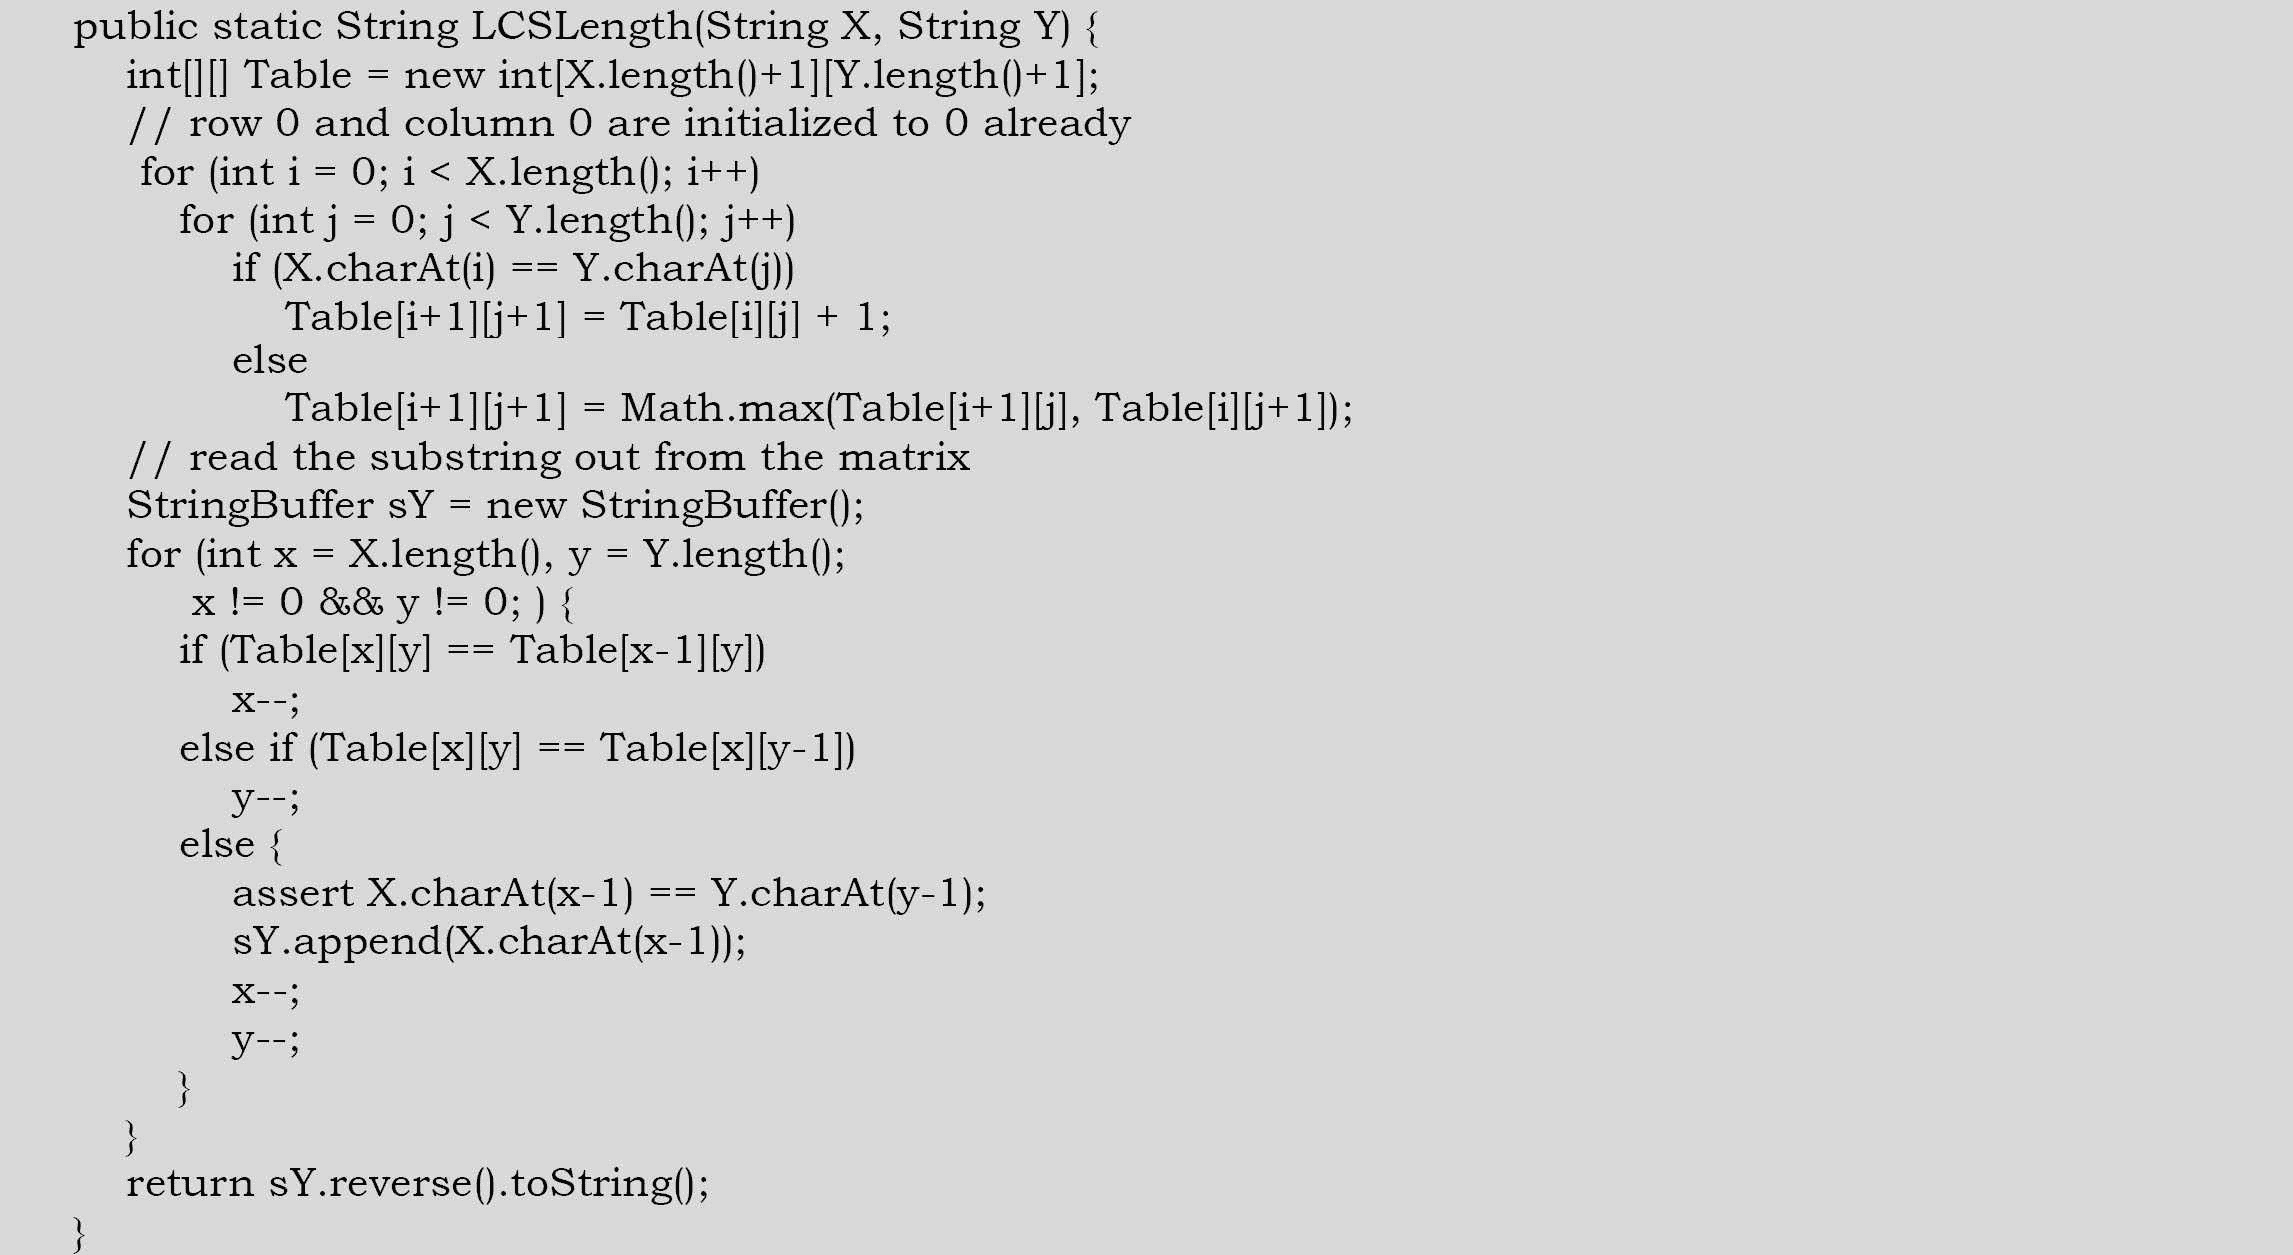 public static String LCSLength(String X, String Y) {
int[][] Table = new int[X.length()+1][Y.length()+1];
// row 0 and column 0 are initialized to 0 already
for (int i = 0; i < X.length(); i++)
for (int j = 0; j < Y.length(); j++)
if (X.charAt(i) == Y.charAt(j))
Table[i+1][j+1] = Table[i][j] + 1;
else
Table[i+1][j+1] = Math.max(Table[i+1][j], Table[i][j+1]);
// read the substring out from the matrix
StringBuffer sY = new StringBuffer();
for (int x = X.length(), y = Y.length();
x != 0 && y != 0; ) {
if (Table[x][y] == Table[x-1][y])
x--;
else if (Table[x][y] == Table[x][y-1])
y--;
else {
assert X.charAt(x-1) == Y.charAt(y-1);
sY.append(X.charAt(x-1));
x--;
y--;
}
}
return sY.reverse().toString();
}